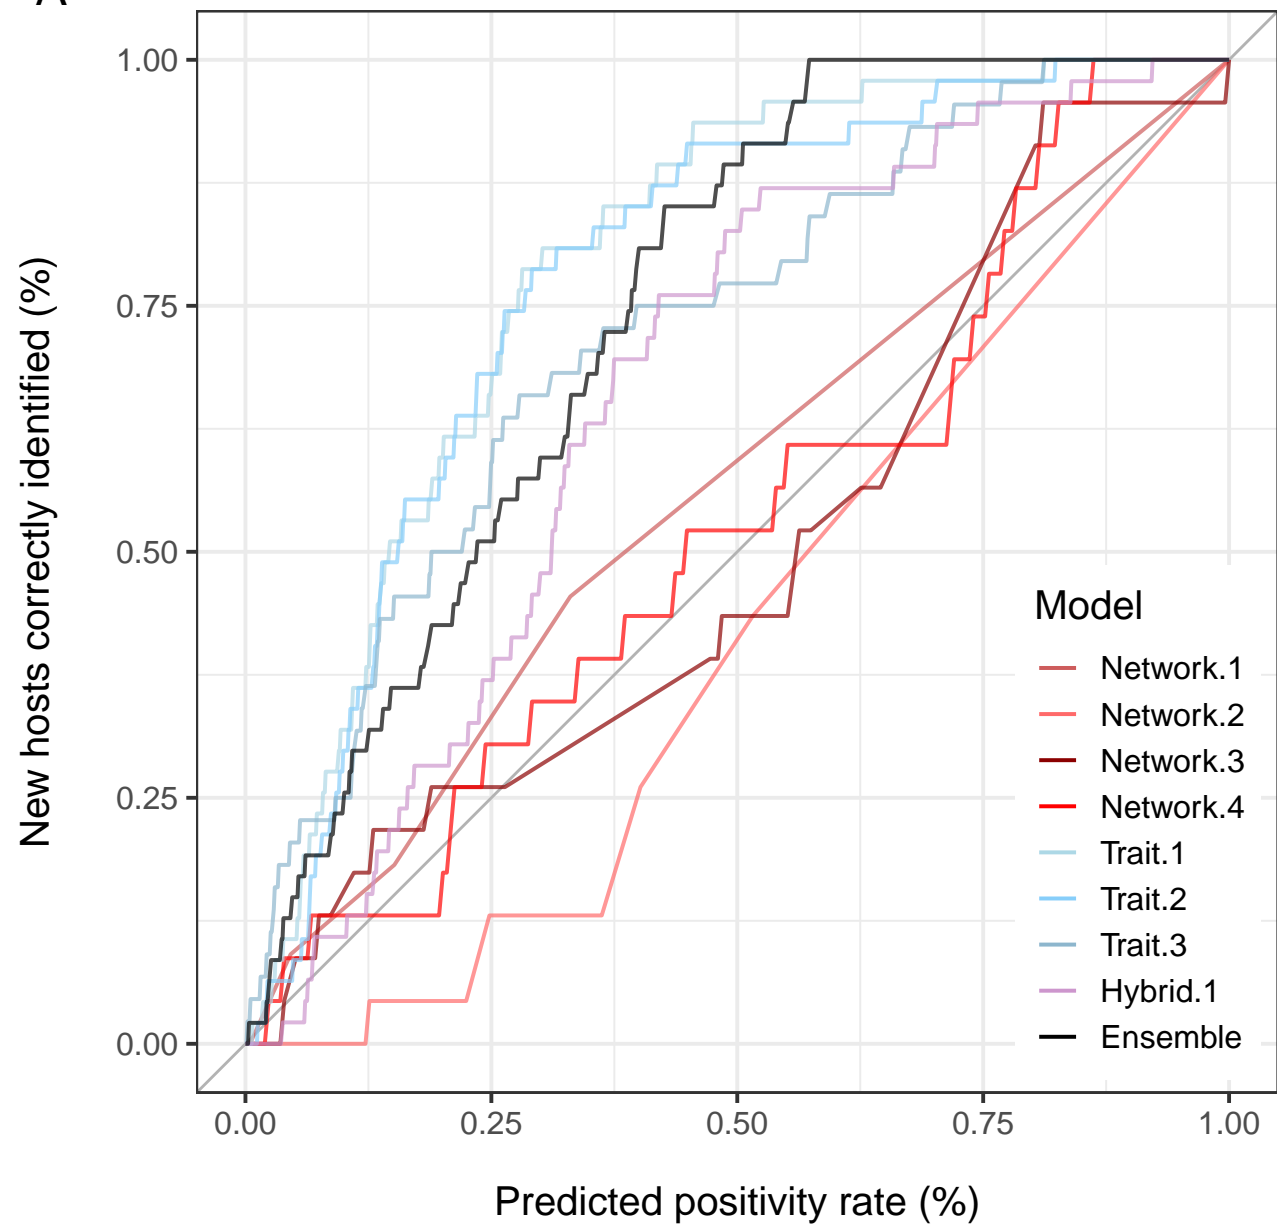 1.00
0.75
0.50
0.25
0.00
New hosts correctly identified (%)
0.00 0.25 0.50 0.75 1.00
Predicted positivity rate (%)
Model
Network.1
Network.2
Network.3
Network.4
Trait.1
Trait.2
Trait.3
Hybrid.1
Ensemble